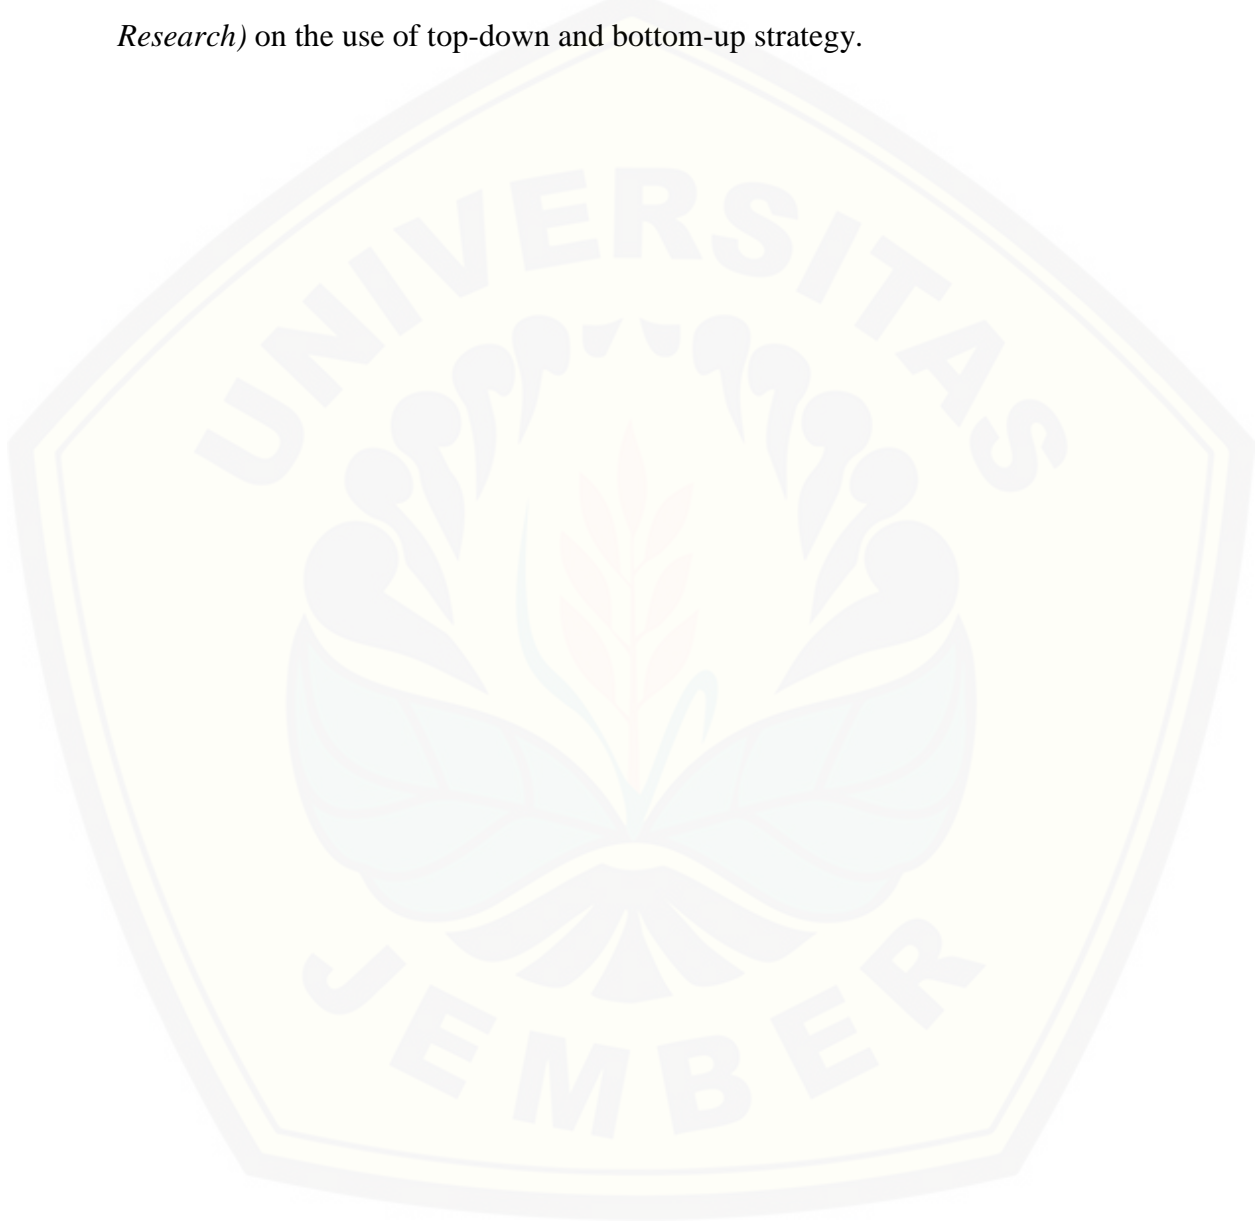 Research) on the use of top-down and bottom-up strategy.
UNIVERSITAS
JEMBER